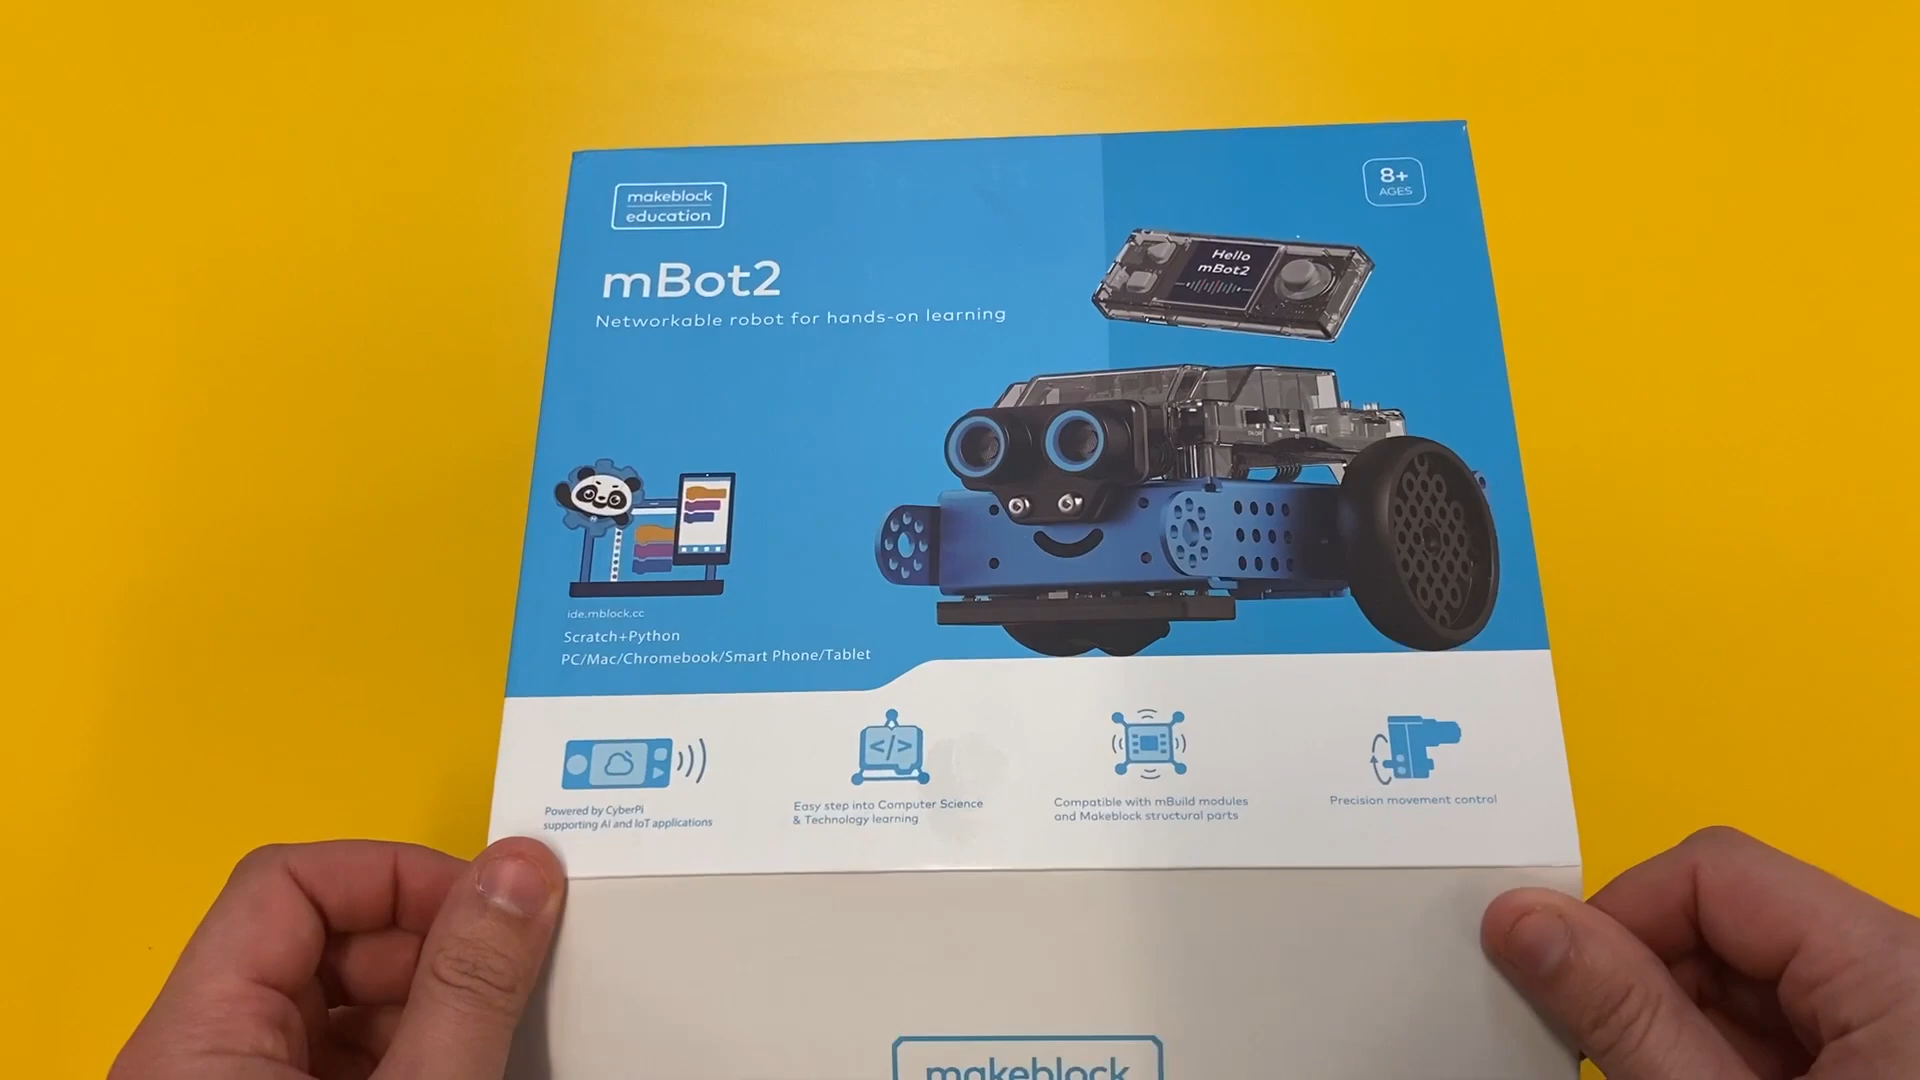 makeblock
education
8+
AGES
mBot2
Networkable robot for hands-on learning
Hello
mBot2
ide.mblock.cc
Scratch+Python
PC/Mac/Chromebook/Smart Phone/Tablet
</>
Powered by CyberPi
supporting AI and IoT applications
Easy step into Computer Science
& Technology learning
Compatible with mBuild modules
and Makeblock structural parts
Precision movement control
makeblock